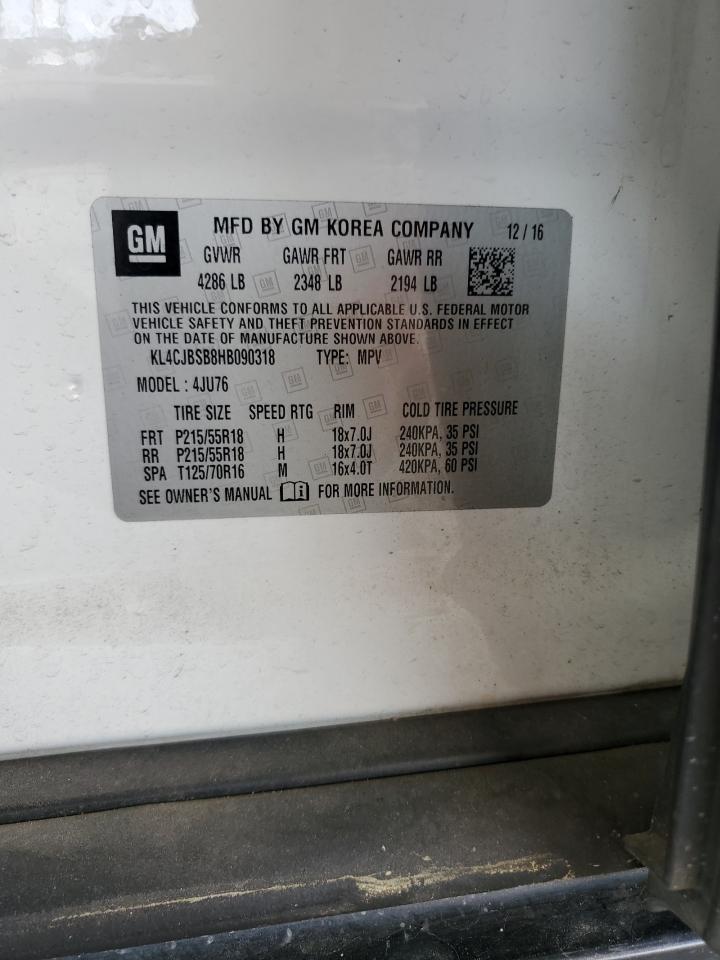 GM MFD BY GM KOREA COMPANY 12 / 16
GVWR GAWR FRT GAWR RR
4286 LB 2348 LB 2194 LB
THIS VEHICLE CONFORMS TO ALL APPLICABLE U.S. FEDERAL MOTOR
VEHICLE SAFETY AND THEFT PREVENTION STANDARDS IN EFFECT
ON THE DATE OF MANUFACTURE SHOWN ABOVE.
KL4CJBSB8HB090318 TYPE: MPV
MODEL : 4JU76
TIRE SIZE SPEED RTG RIM COLD TIRE PRESSURE
FRT P215/55R18 H 18x7.0J 240KPA, 35 PSI
RR P215/55R18 H 18x7.0J 240KPA, 35 PSI
SPA T125/70R16 M 16x4.0T 420KPA, 60 PSI
SEE OWNER'S MANUAL i FOR MORE INFORMATION.